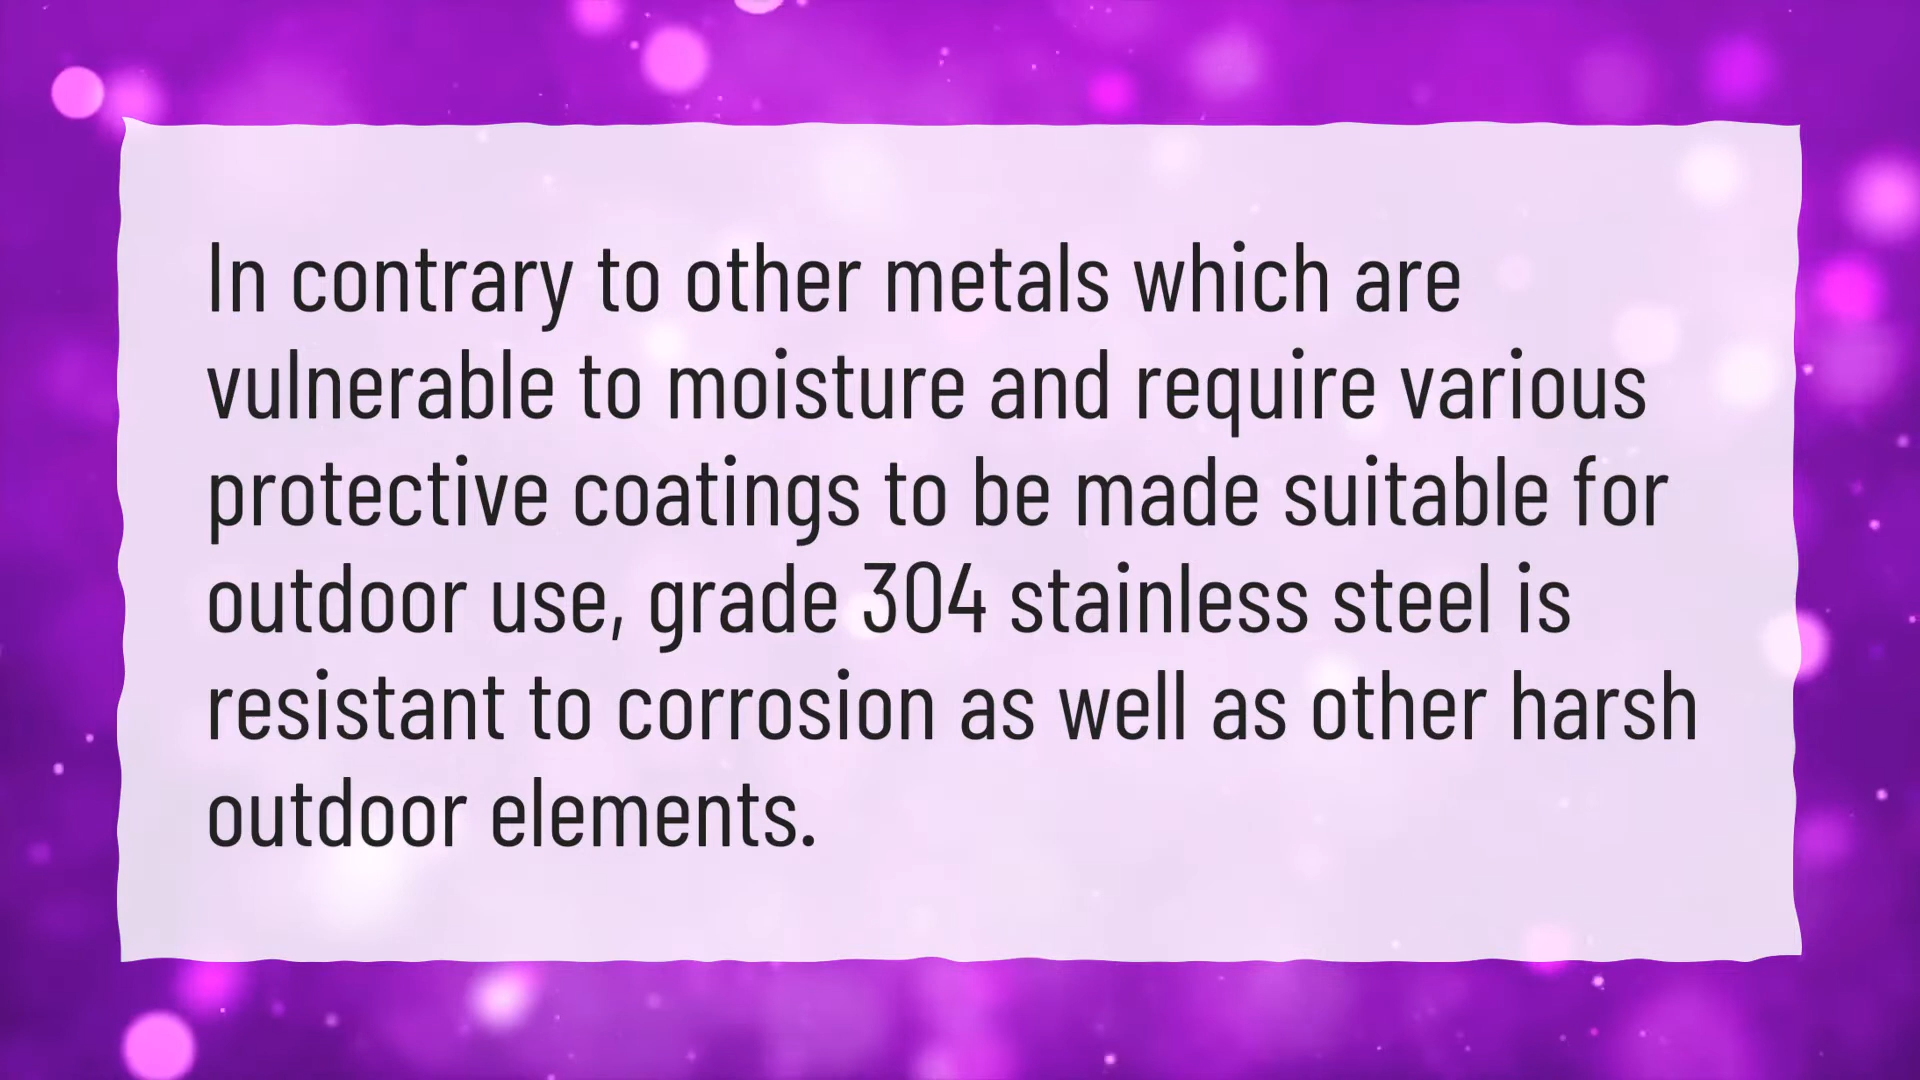 In contrary to other metals which are
vulnerable to moisture and require various
protective coatings to be made suitable for
outdoor use, grade 304 stainless steel is
resistant to corrosion as well as other harsh
outdoor elements.